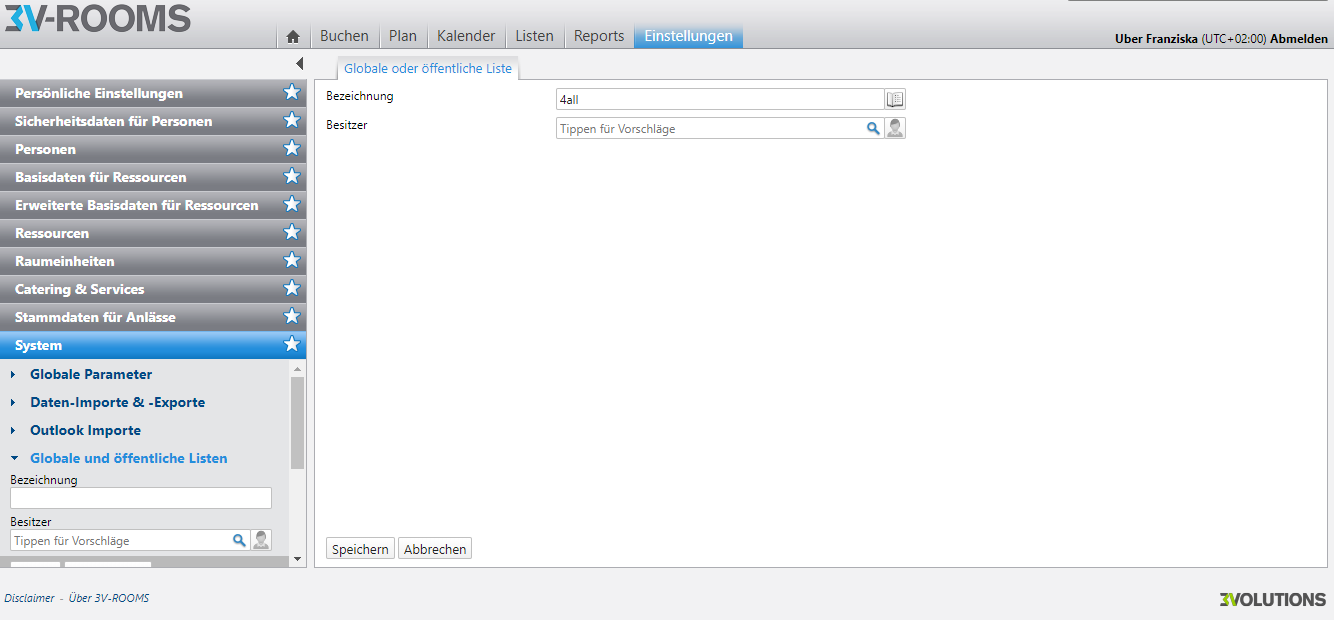 3V-ROOMS
Buchen Plan Kalender Listen Reports Einstellungen
Uber Franziska (UTC+02:00) Abmelden
Globale oder öffentliche Liste
Persönliche Einstellungen
Sicherheitsdaten für Personen
Personen
Basisdaten für Ressourcen
Erweiterte Basisdaten für Ressourcen
Ressourcen
Raumeinheiten
Catering & Services
Stammdaten für Anlässe
System
Globale Parameter
Daten-Importe & -Exporte
Outlook Importe
Globale und öffentliche Listen
Bezeichnung
Besitzer
Tippen für Vorschläge
Bezeichnung
4all
Besitzer
Tippen für Vorschläge
Speichern Abbrechen
Disclaimer - Über 3V-ROOMS
3VOLUTIONS